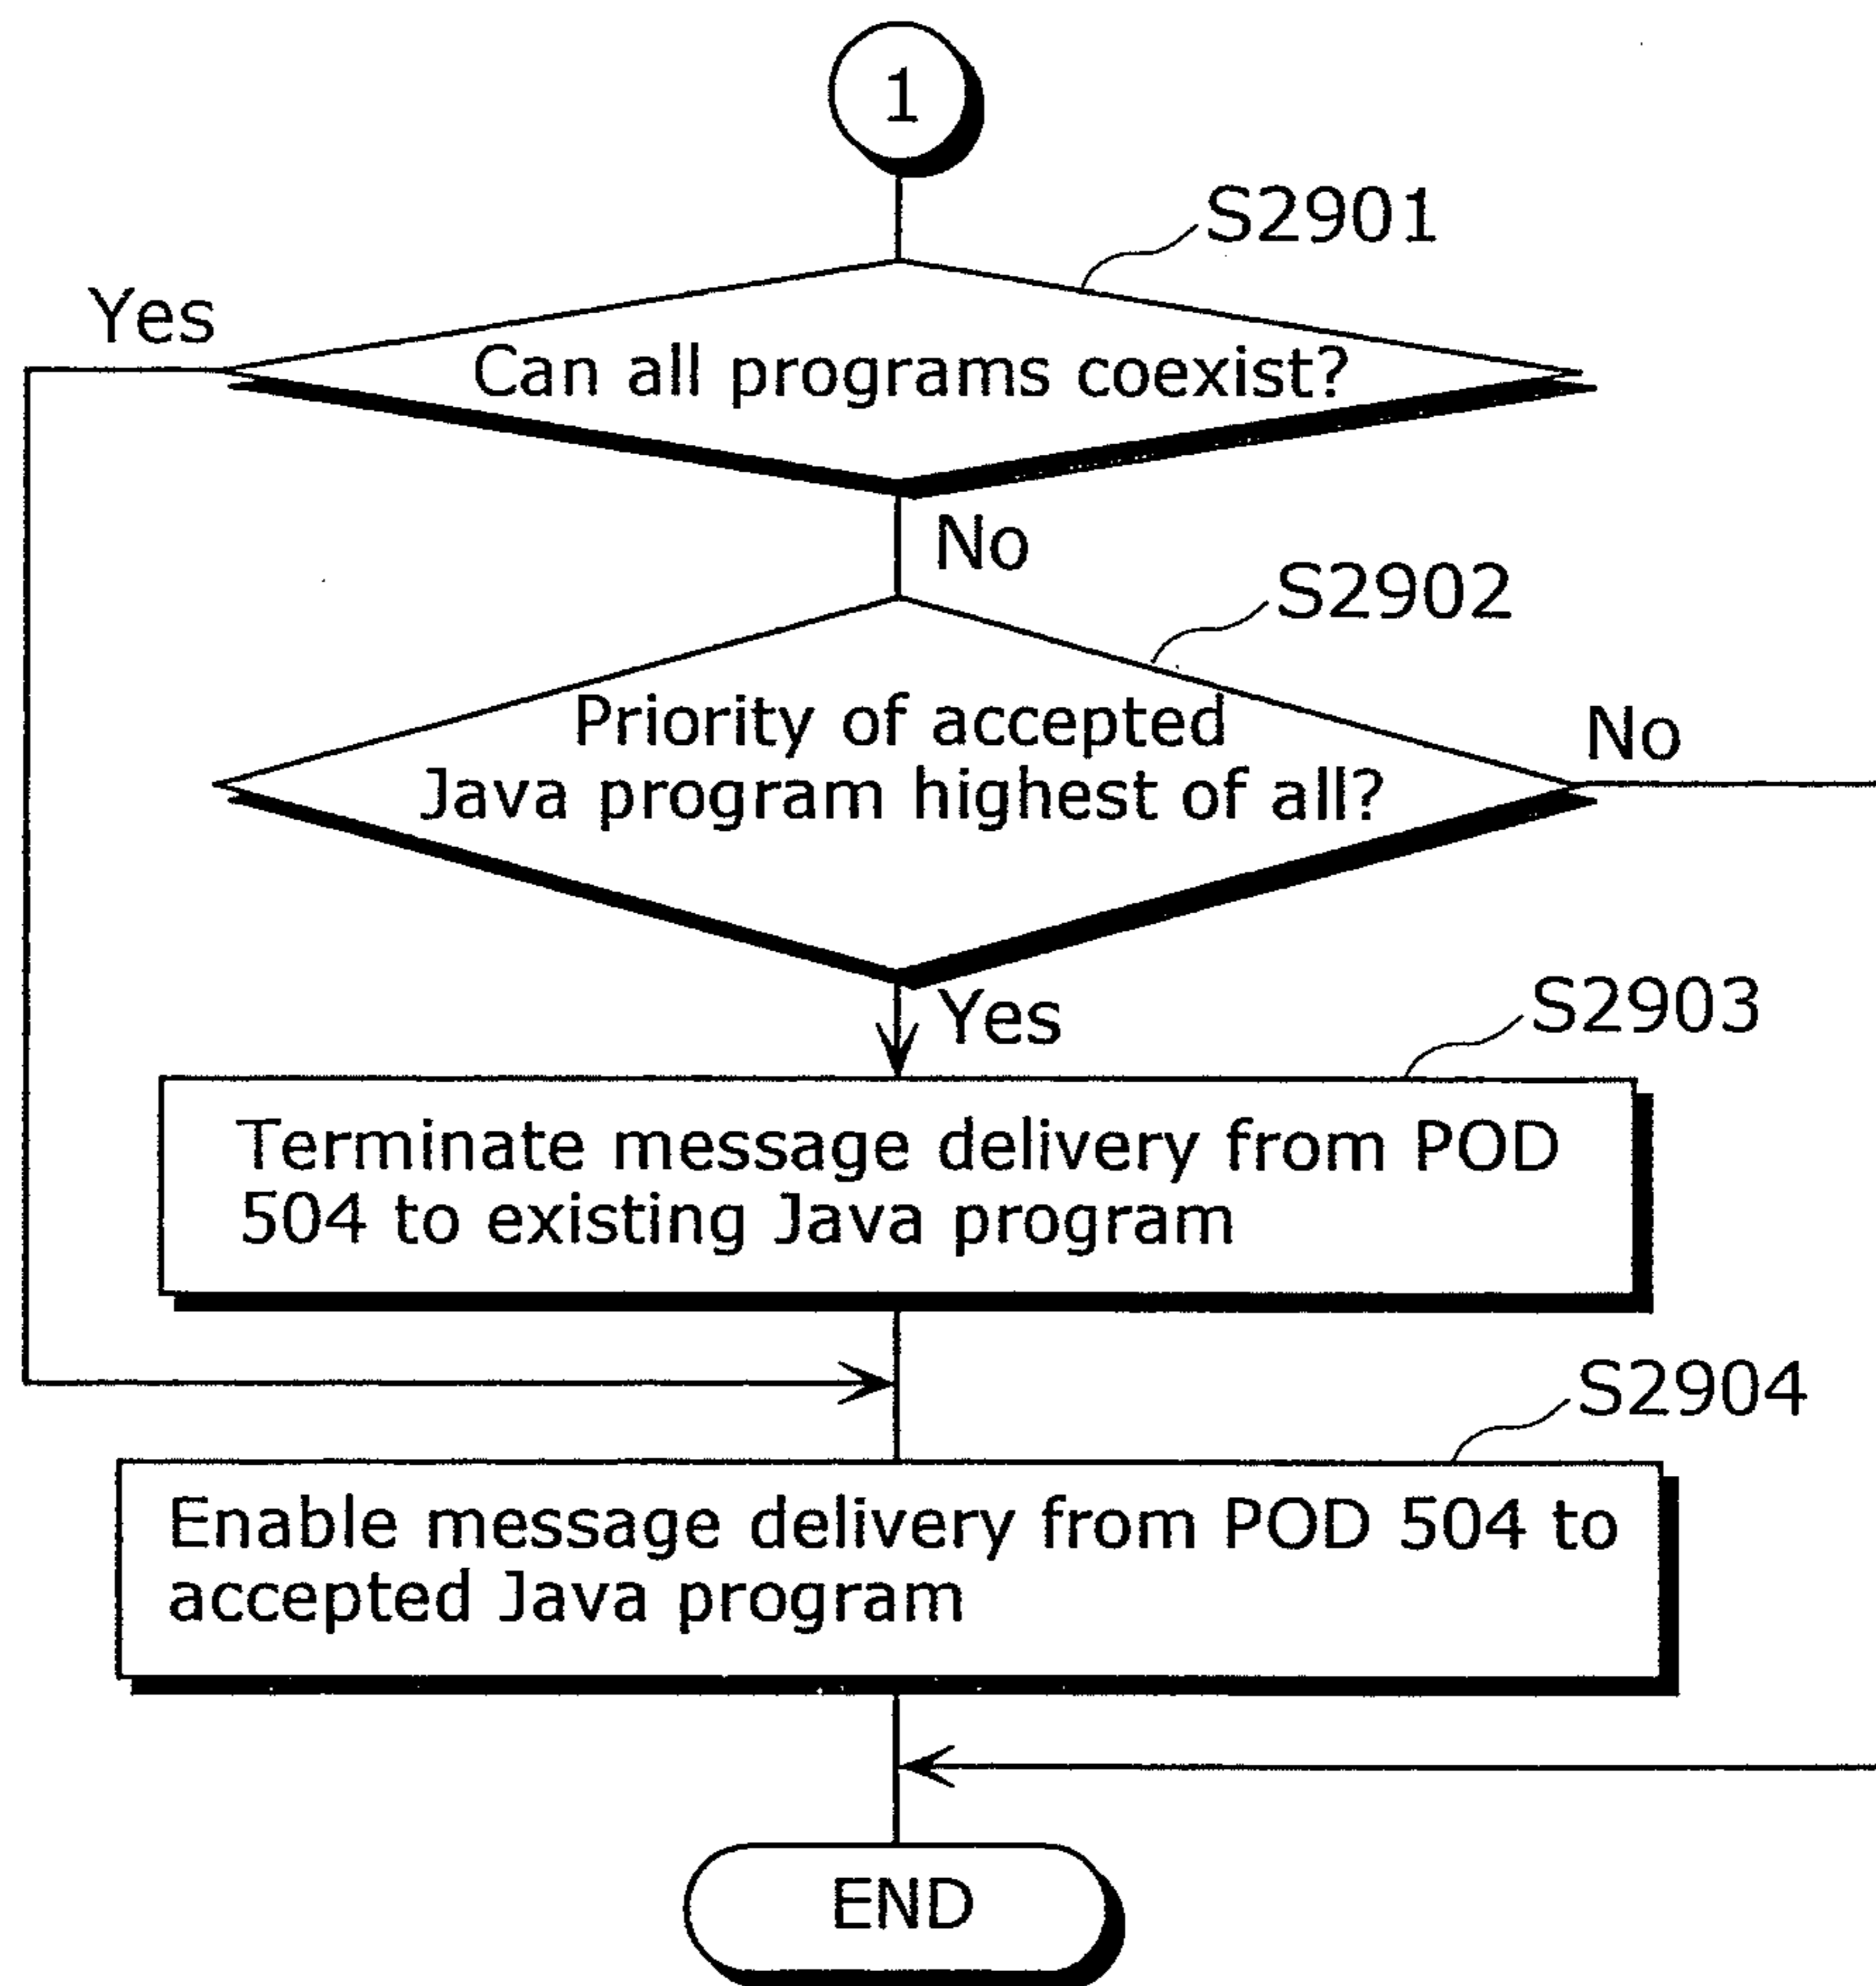 1
S2901
Yes
Can all programs coexist?
No
S2902
Priority of accepted
Java program highest of all?
No
Yes
S2903
Terminate message delivery from POD
504 to existing Java program
S2904
Enable message delivery from POD 504 to
accepted Java program
END